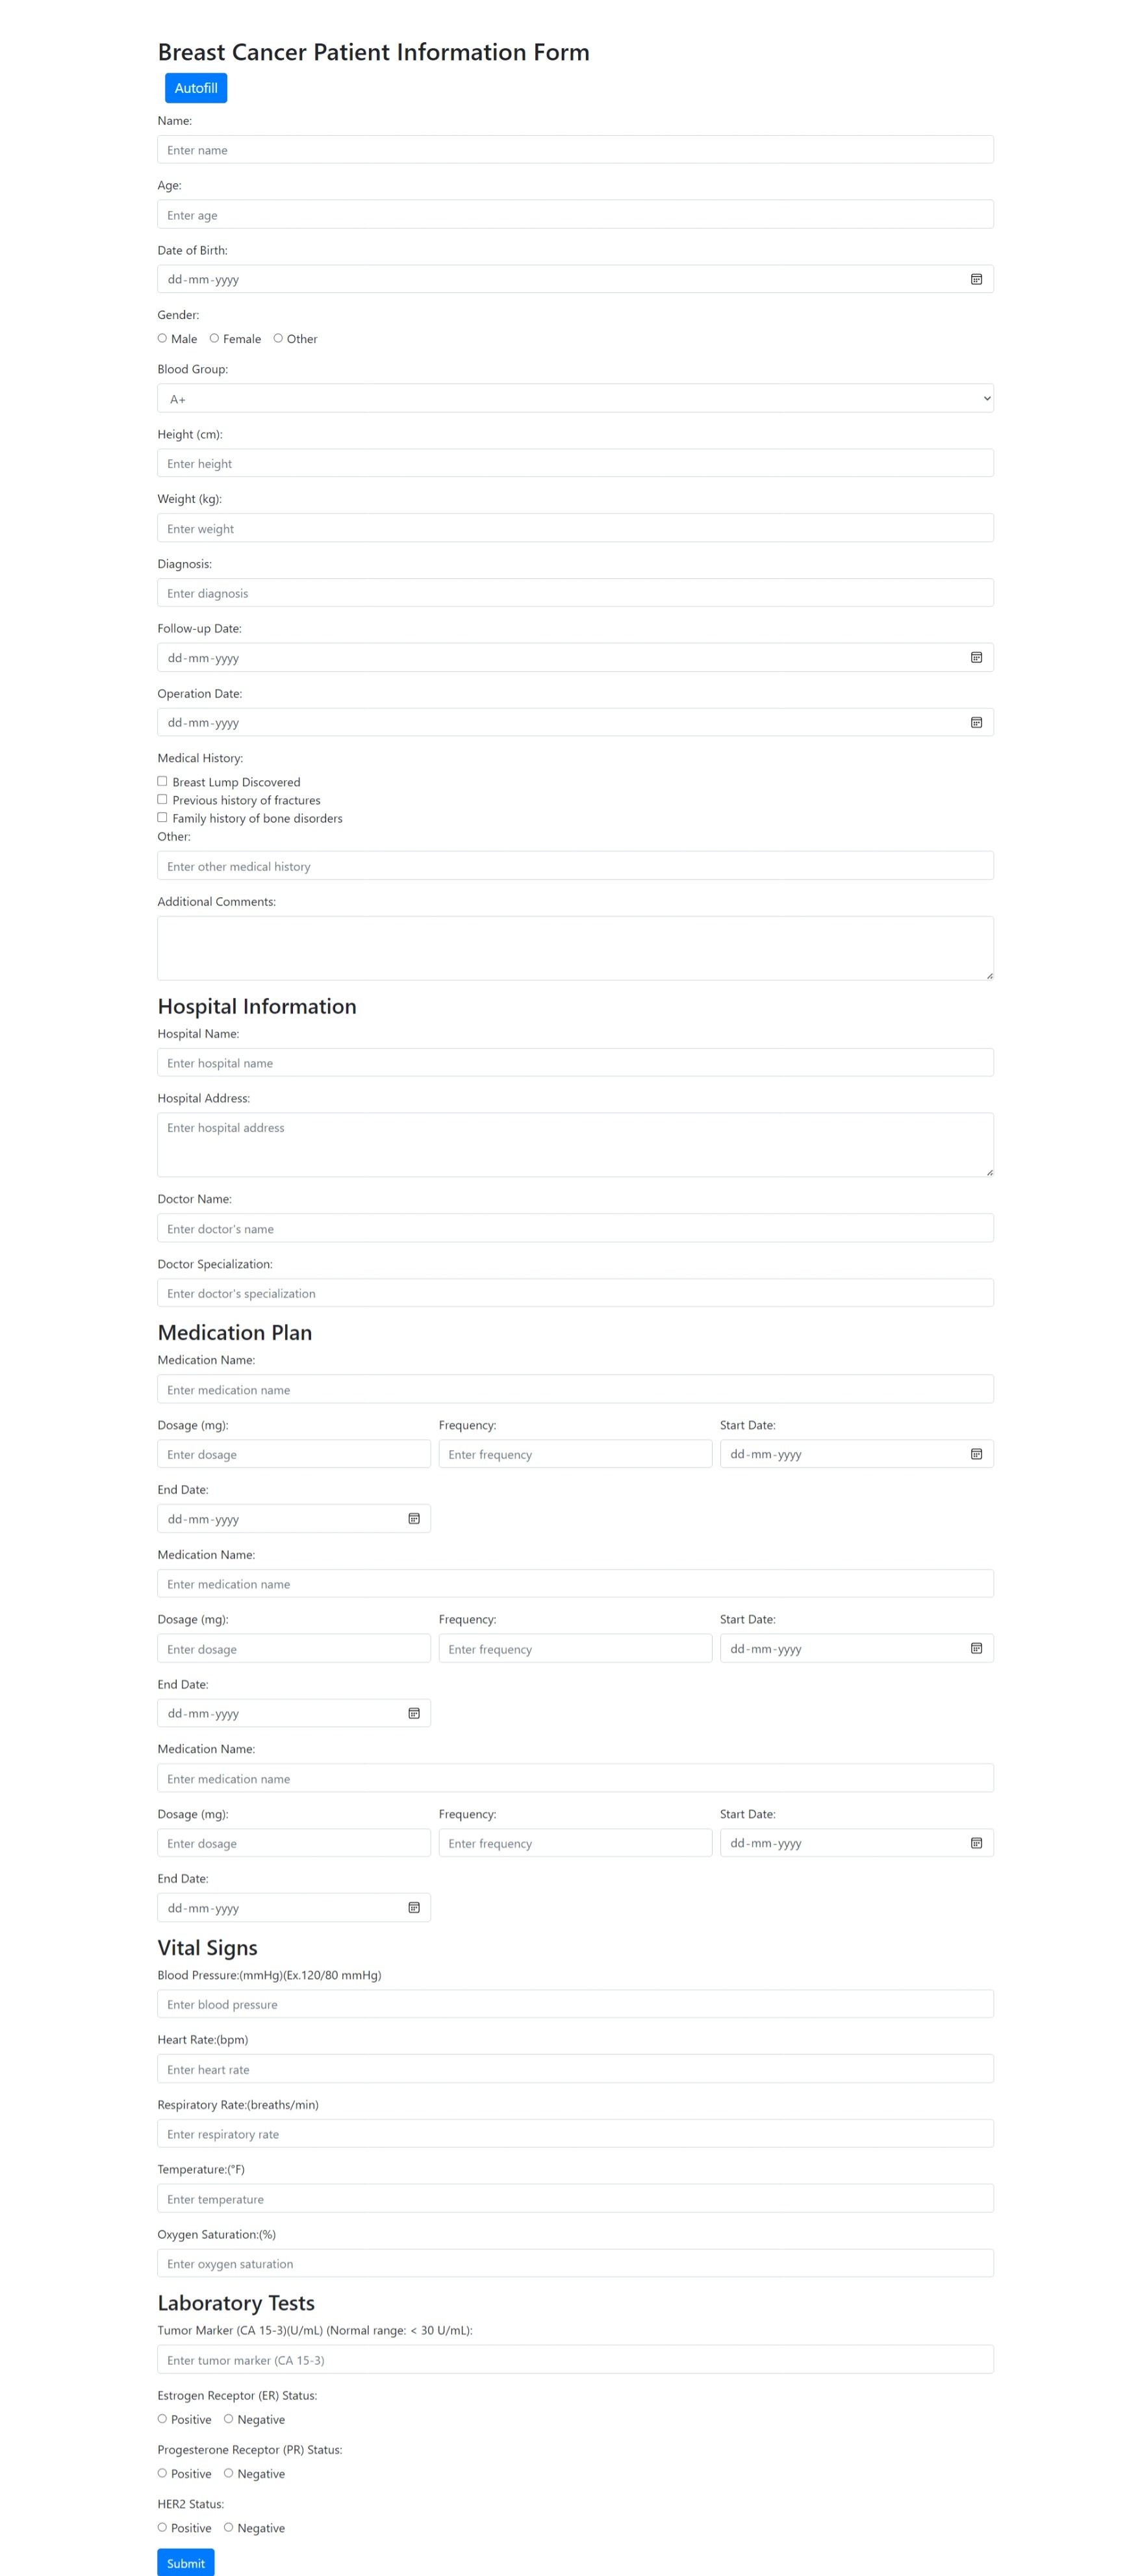 Breast Cancer Patient Information Form
Autofill
Name:
Enter name
Age:
Enter age
Date of Birth:
dd-mm-yyyy
Gender:
Male Female Other
Blood Group:
A+
Height (cm):
Enter height
Weight (kg):
Enter weight
Diagnosis:
Enter diagnosis
Follow-up Date:
dd-mm-yyyy
Operation Date:
dd-mm-yyyy
Medical History:
Breast Lump Discovered
Previous history of fractures
Family history of bone disorders
Other:
Enter other medical history
Additional Comments:
Hospital Information
Hospital Name:
Enter hospital name
Hospital Address:
Enter hospital address
Doctor Name:
Enter doctor's name
Doctor Specialization:
Enter doctor's specialization
Medication Plan
Medication Name:
Enter medication name
Dosage (mg): Frequency: Start Date:
Enter dosage Enter frequency dd-mm-yyyy
End Date:
dd-mm-yyyy
Medication Name:
Enter medication name
Dosage (mg): Frequency: Start Date:
Enter dosage Enter frequency dd-mm-yyyy
End Date:
dd-mm-yyyy
Medication Name:
Enter medication name
Dosage (mg): Frequency: Start Date:
Enter dosage Enter frequency dd-mm-yyyy
End Date:
dd-mm-yyyy
Vital Signs
Blood Pressure:(mmHg)(Ex.120/80 mmHg)
Enter blood pressure
Heart Rate:(bpm)
Enter heart rate
Respiratory Rate:(breaths/min)
Enter respiratory rate
Temperature:(°F)
Enter temperature
Oxygen Saturation:(%)
Enter oxygen saturation
Laboratory Tests
Tumor Marker (CA 15-3)(U/mL) (Normal range: < 30 U/mL):
Enter tumor marker (CA 15-3)
Estrogen Receptor (ER) Status:
Positive Negative
Progesterone Receptor (PR) Status:
Positive Negative
HER2 Status:
Positive Negative
Submit